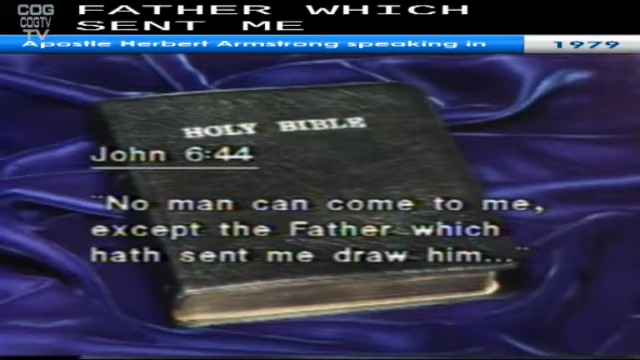 COG
COGTV
TV
FATHER WHICH
SENT ME
Apostle Herbert Armstrong speaking in 1979
HOLY BIBLE
John 6:44
"No man can come to me,
except the Father which
hath sent me draw him..."